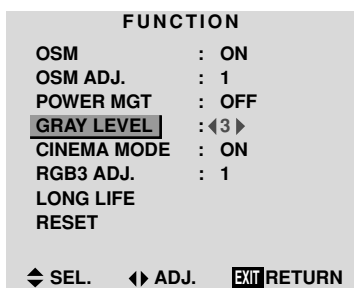 FUNCTION
OSM : ON
OSM ADJ. : 1
POWER MGT : OFF
GRAY LEVEL : 3
CINEMA MODE : ON
RGB3 ADJ. : 1
LONG LIFE
RESET
SEL. ADJ. EXIT RETURN